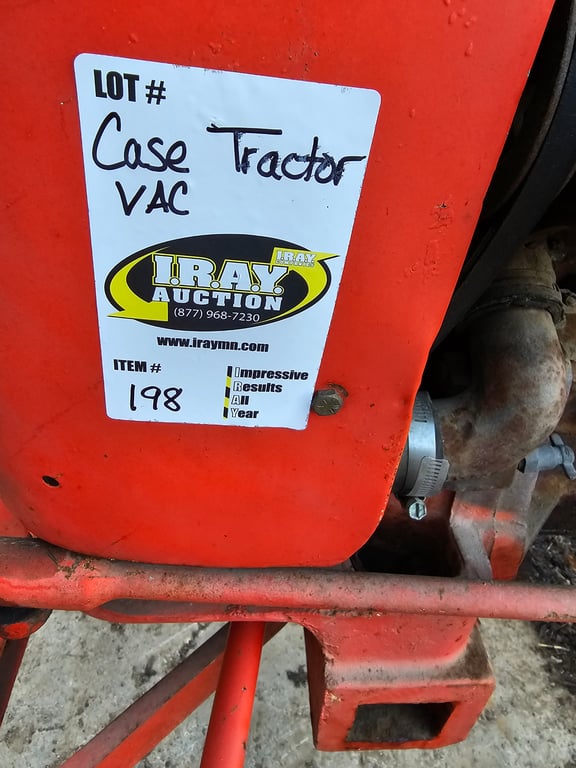 LOT #
Case Tractor
VAC
I.R.A.Y.
I.R.A.Y.
AUCTION
(877) 968-7230
www.iraymn.com
ITEM #
198
Impressive
Results
All
Year